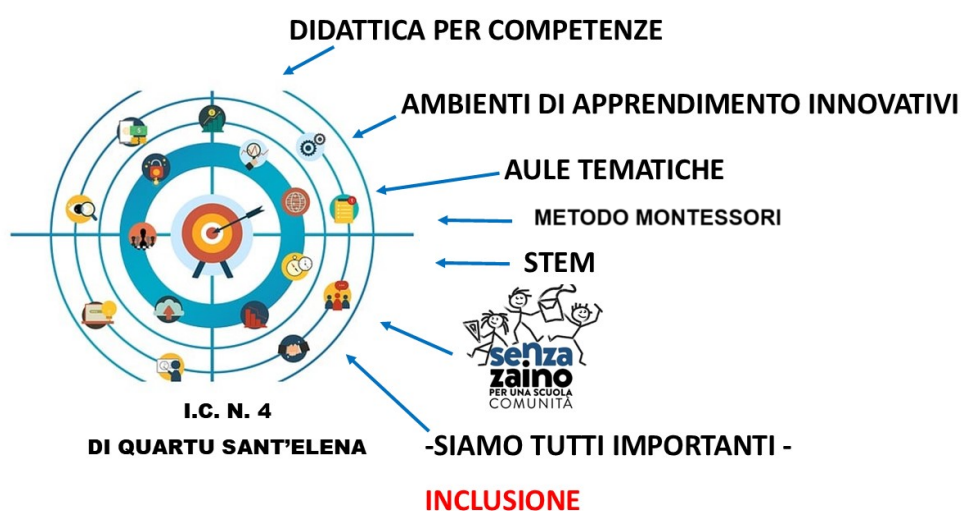 DIDATTICA PER COMPETENZE
AMBIENTI DI APPRENDIMENTO INNOVATIVI
AULE TEMATICHE
METODO MONTESSORI
STEM
senza
zaino
PER UNA SCUOLA
COMUNITÀ
I.C. N. 4
DI QUARTU SANT'ELENA
-SIAMO TUTTI IMPORTANTI -
INCLUSIONE